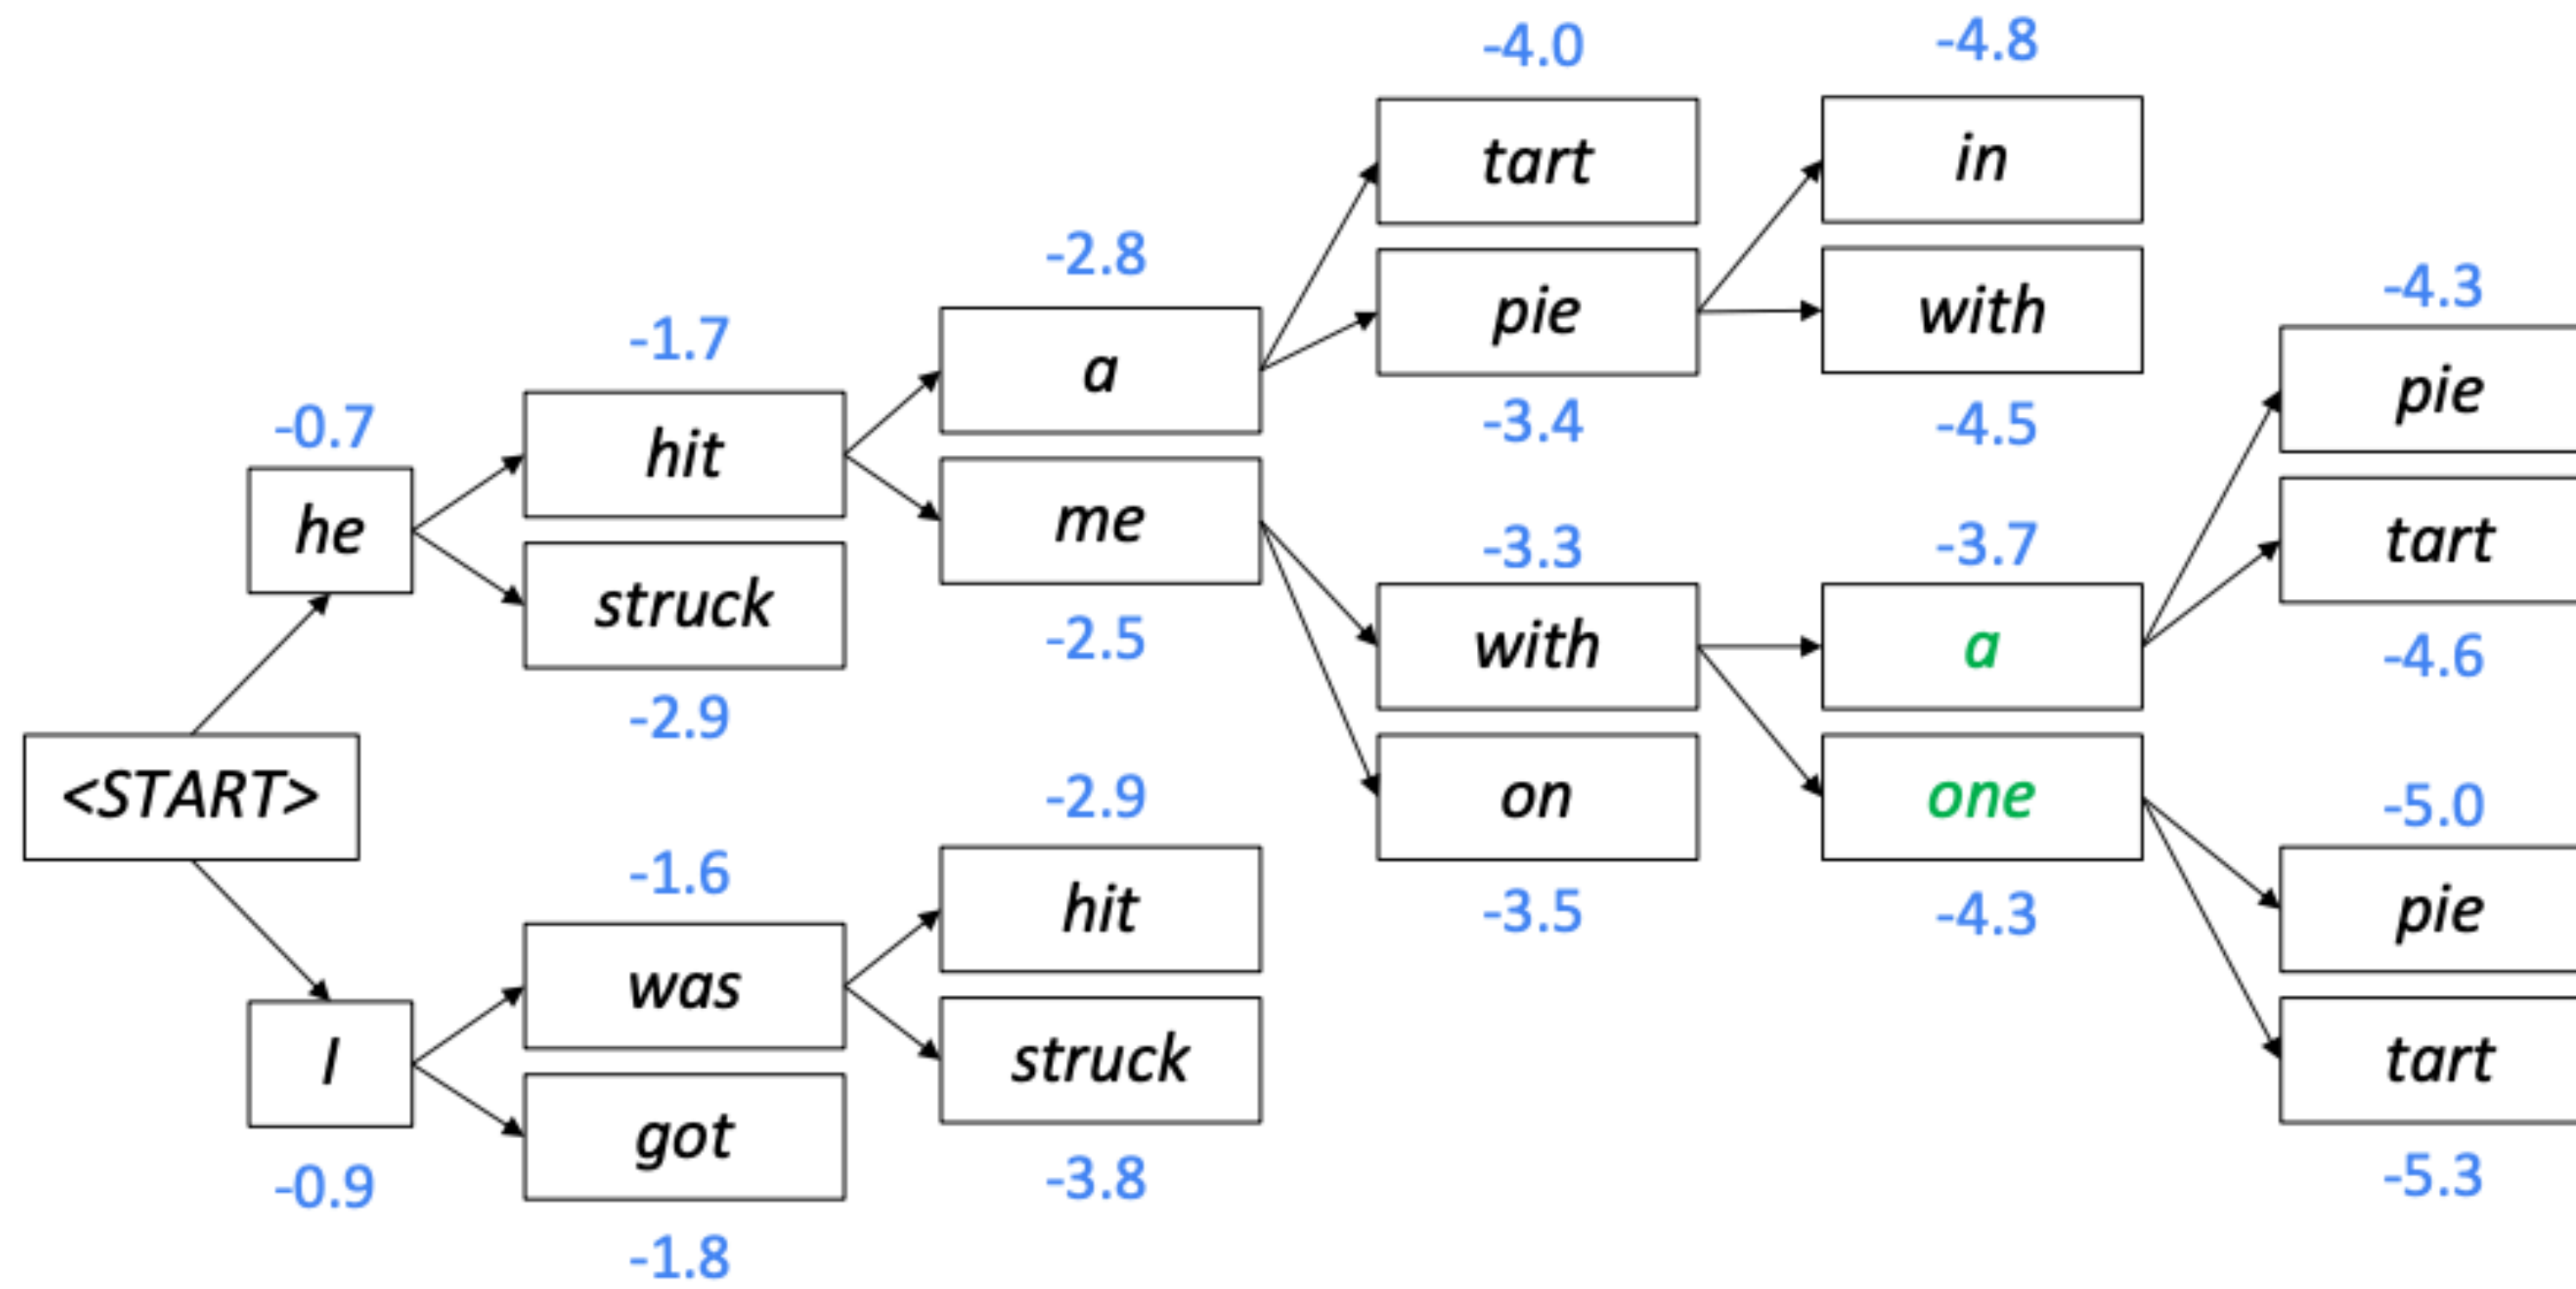 -4.0
-4.8
tart
in
-2.8
-4.3
pie
with
-1.7
a
pie
-0.7
-3.4
-4.5
hit
he
me
-3.3
-3.7
tart
struck
-2.5
with
a
-4.6
-2.9
<START>
-2.9
on
one
-5.0
-1.6
hit
-3.5
-4.3
pie
was
I
struck
tart
got
-0.9
-3.8
-5.3
-1.8